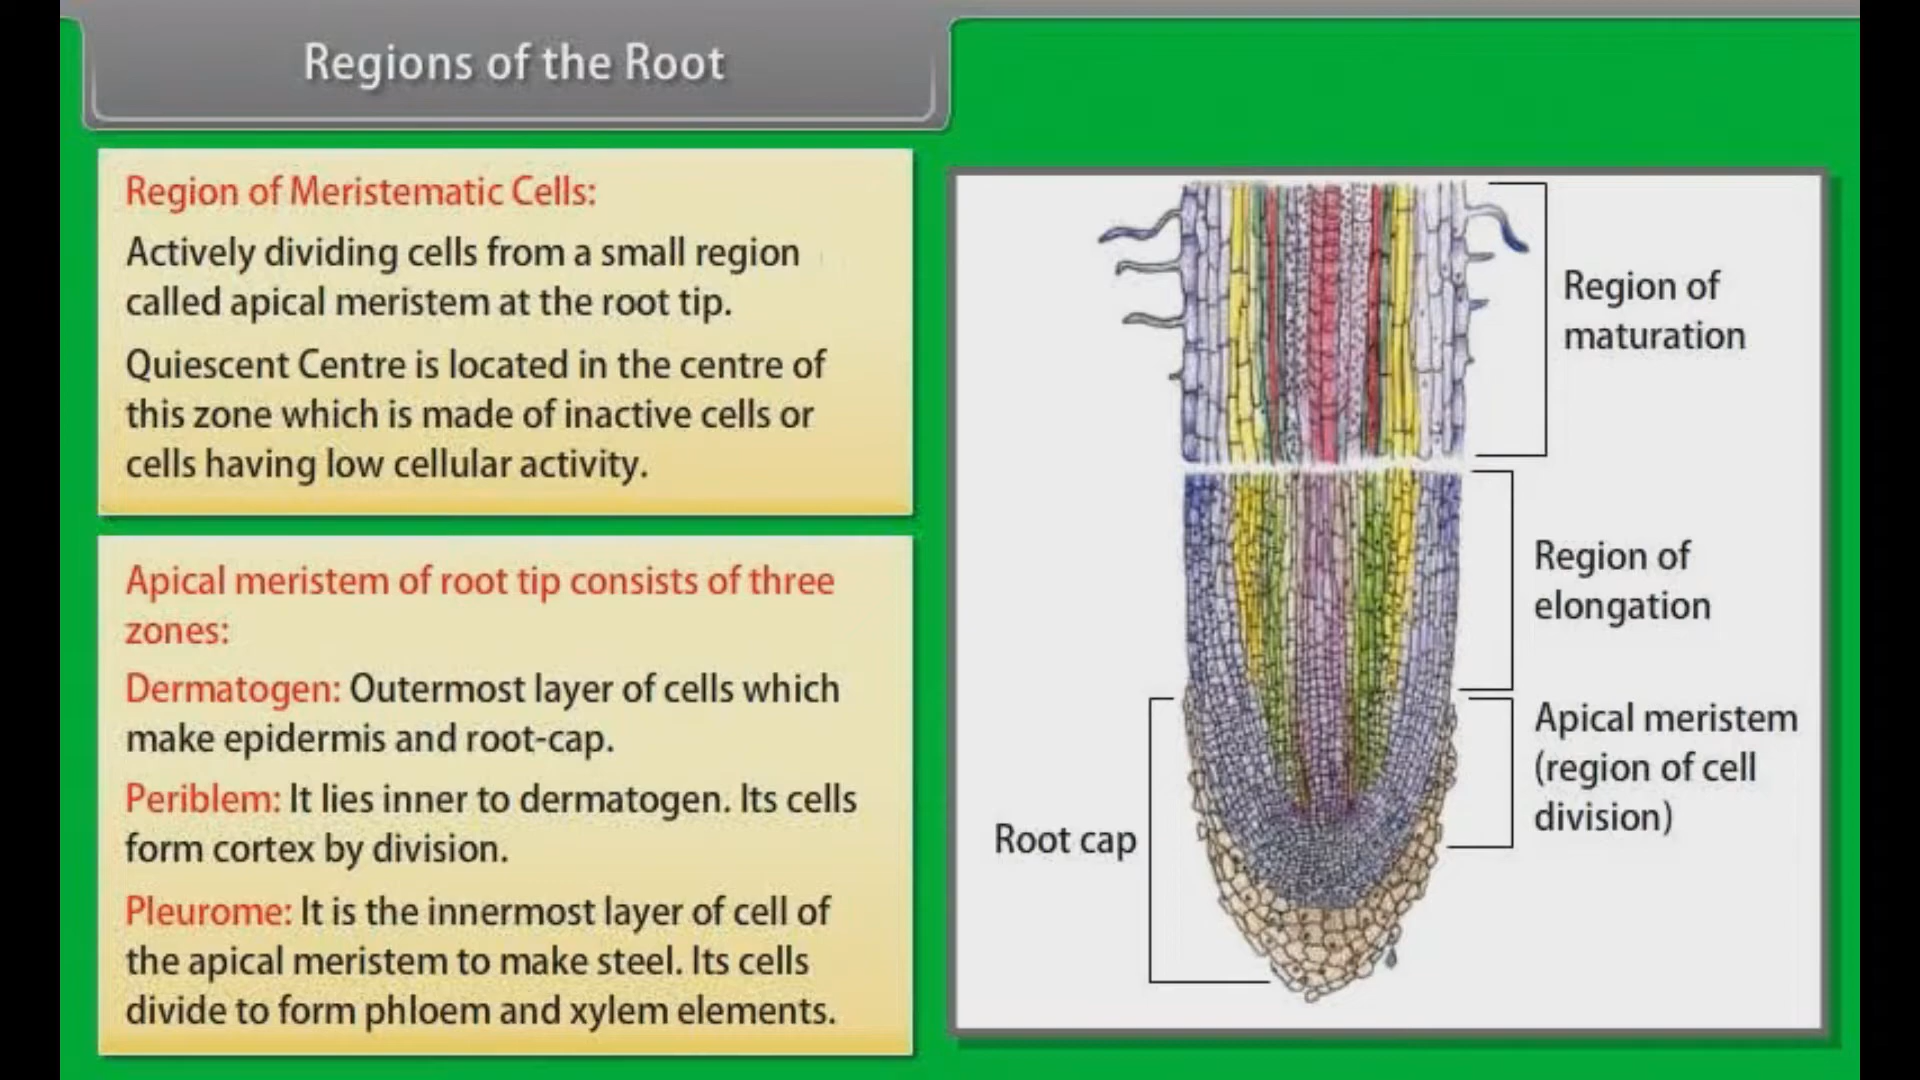 Regions of the Root
Region of Meristematic Cells:
Actively dividing cells from a small region
called apical meristem at the root tip.
Quiescent Centre is located in the centre of
this zone which is made of inactive cells or
cells having low cellular activity.
Apical meristem of root tip consists of three
zones:
Dermatogen: Outermost layer of cells which
make epidermis and root-cap.
Periblem: It lies inner to dermatogen. Its cells
form cortex by division.
Pleurome: It is the innermost layer of cell of
the apical meristem to make steel. Its cells
divide to form phloem and xylem elements.
Region of
maturation
Region of
elongation
Apical meristem
(region of cell
division)
Root cap